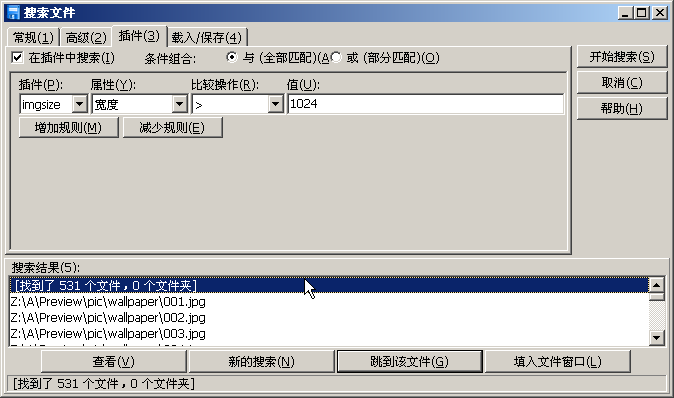 搜索文件
常规(1) 高级(2) 插件(3) 载入/保存(4)
在插件中搜索(I) 条件组合: 与 (全部匹配)(A 或 (部分匹配)(O) 开始搜索(S)
取消(C)
插件(P): 属性(Y): 比较操作(R): 值(U):
imgsize 宽度 > 1024
帮助(H)
增加规则(M) 减少规则(E)
搜索结果(5):
[找到了 531 个文件，0 个文件夹]
Z:\A\Preview\pic\wallpaper\001.jpg
Z:\A\Preview\pic\wallpaper\002.jpg
Z:\A\Preview\pic\wallpaper\003.jpg
查看(V) 新的搜索(N) 跳到该文件(G) 填入文件窗口(L)
[找到了 531 个文件，0 个文件夹]